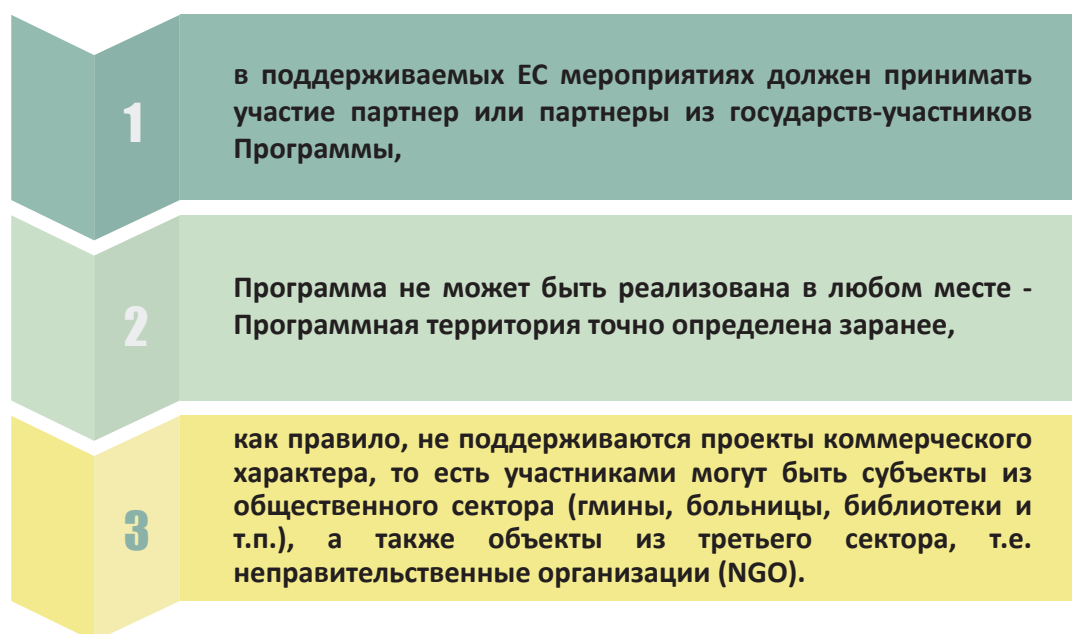 1
в поддерживаемых ЕС мероприятиях должен принимать
участие партнер или партнеры из государств-участников
Программы,
2
Программа не может быть реализована в любом месте -
Программная территория точно определена заранее,
3
как правило, не поддерживаются проекты коммерческого
характера, то есть участниками могут быть субъекты из
общественного сектора (гмины, больницы, библиотеки и
т.п.), а также объекты из третьего сектора, т.е.
неправительственные организации (NGO).